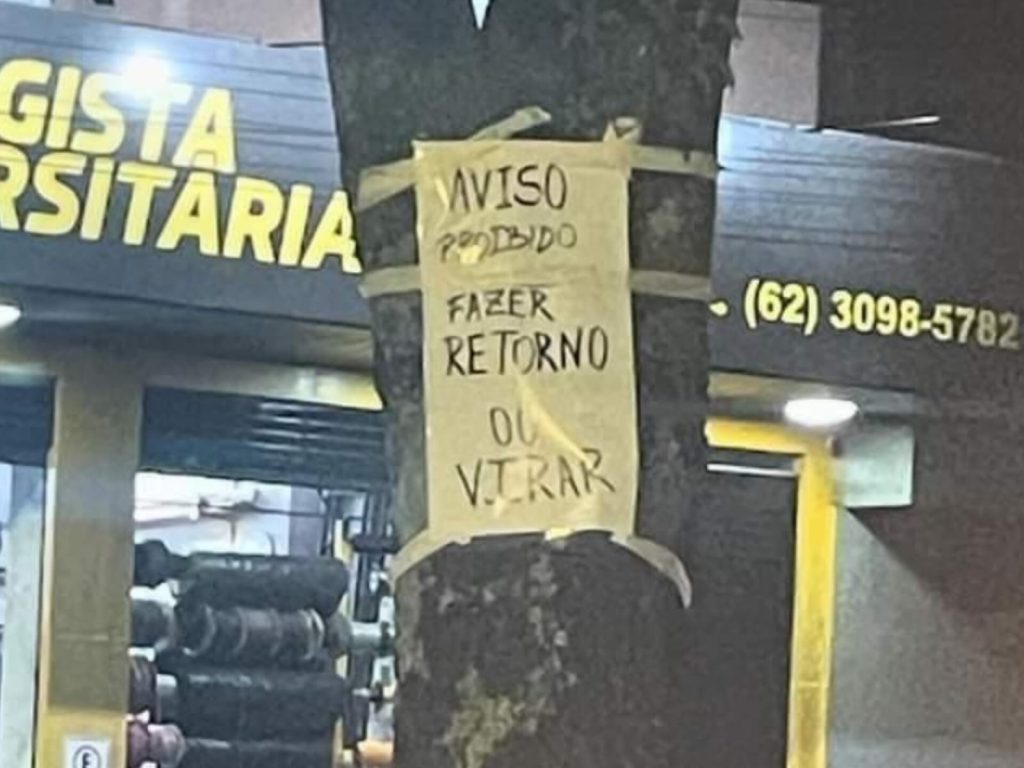 GISTA
RSITÁRIA
AVISO
PROIBIDO
FAZER
RETORNO
OU
VIRAR
(62) 3098-5782
E